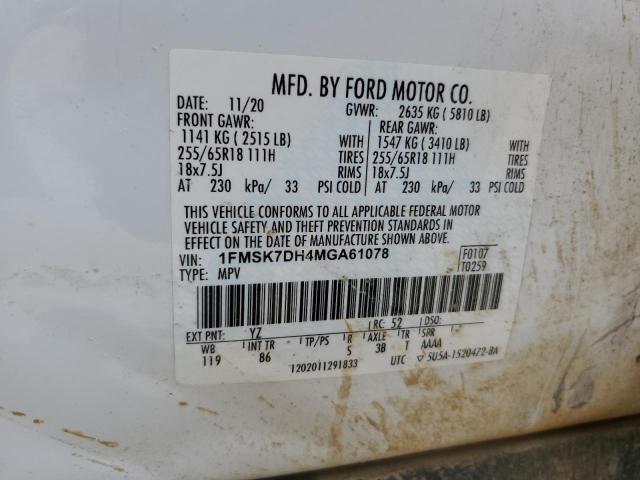 MFD. BY FORD MOTOR CO.
DATE: 11/20 GVWR: 2635 KG ( 5810 LB)
FRONT GAWR: REAR GAWR:
1141 KG ( 2515 LB) WITH 1547 KG ( 3410 LB) WITH
255/65R18 111H TIRES 255/65R18 111H TIRES
18x7.5J RIMS 18x7.5J RIMS
AT 230 kPa/ 33 PSI COLD AT 230 kPa/ 33 PSI COLD
THIS VEHICLE CONFORMS TO ALL APPLICABLE FEDERAL MOTOR
VEHICLE SAFETY AND THEFT PREVENTION STANDARDS IN
EFFECT ON THE DATE OF MANUFACTURE SHOWN ABOVE.
VIN: 1FMSK7DH4MGA61078 F0107
TYPE: MPV T0259
EXT PNT: YZ RC: 52 DSO:
WB INT TR TP/PS R AXLE TR SPR
119 86 S 3B T AAAA
1202011291833 UTC 5U5A-1520472-BA